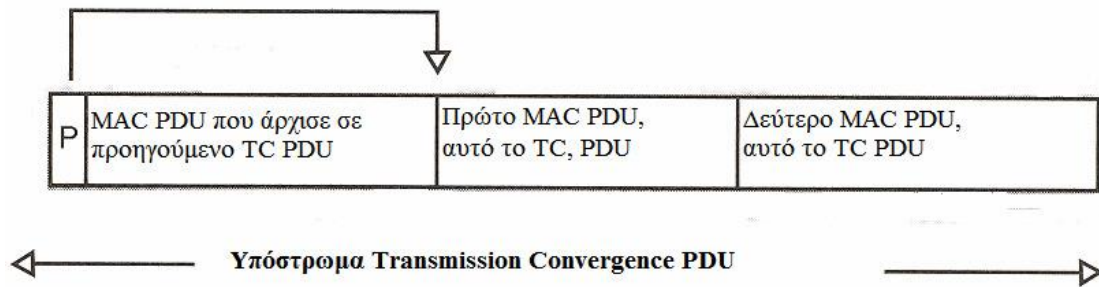 P
MAC PDU που άρχισε σε
προηγούμενο TC PDU
Πρώτο MAC PDU,
αυτό το TC, PDU
Δεύτερο MAC PDU,
αυτό το TC PDU
Υπόστρωμα Transmission Convergence PDU